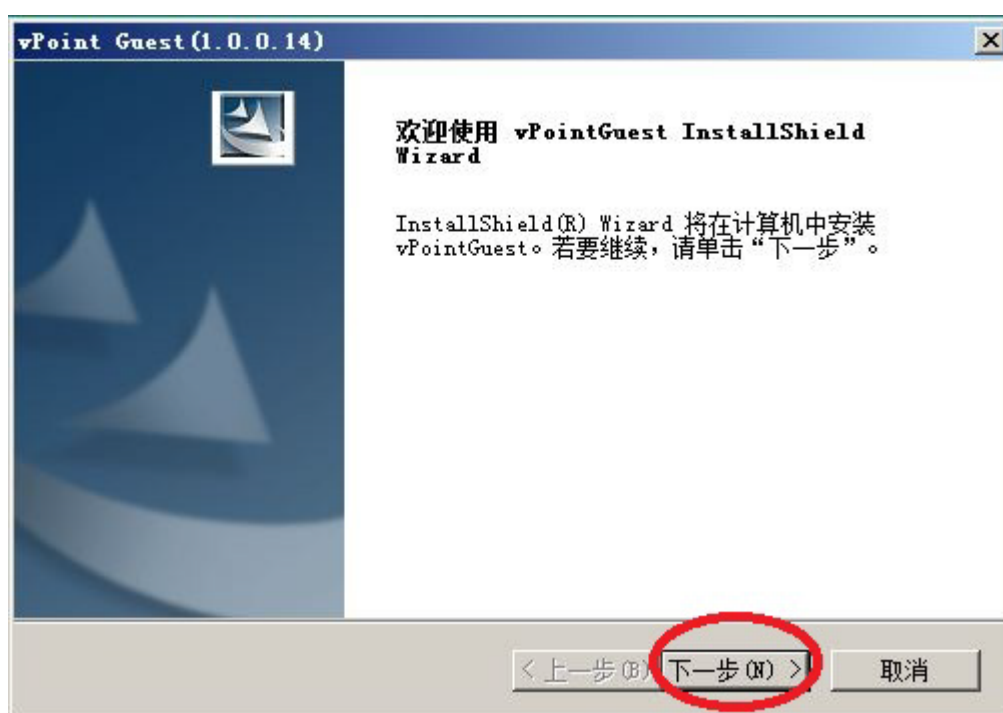 vPoint Guest(1.0.0.14)
欢迎使用 vPointGuest InstallShield
Wizard
InstallShield(R) Wizard 将在计算机中安装
vPointGuest。若要继续，请单击“下一步”。
< 上一步(B) 下一步(N) > 取消